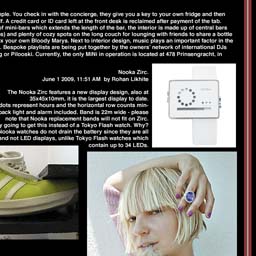 ple. You check in with the concierge, they give you a key to your own fridge and then
f. A credit card or ID card left at the front desk is reclaimed after payment of the tab.
of mini-bars which extends the length of the bar, the interior is made up of central bars
e) and plenty of cozy spots on the long couch for lounging with friends to share a bottle
x your own Bloody Marys. Next to interior design, music plays an important factor in the
. Bespoke playlists are being put together by the owners' network of international DJs
g or Pilooski. Currently, the only MiNi in operation is located at 478 Prinsengracht, in
Nooka Zirc.
June 1 2009, 11:51 AM by Rohan Likhite
The Nooka Zirc features a new display design, also at
35x45x10mm, it is the largest display to date.
dots represent hours and the horizontal row counts min-
back light and alarm included. Band is 22m wide - please
note that Nooka replacement bands will not fit on Zirc.
y going to get this instead of a Tokyo Flash watch. Why?
Nooka watches do not drain the battery since they are all
and not LED displays, unlike Tokyo Flash watches which
contain up to 34 LEDs.